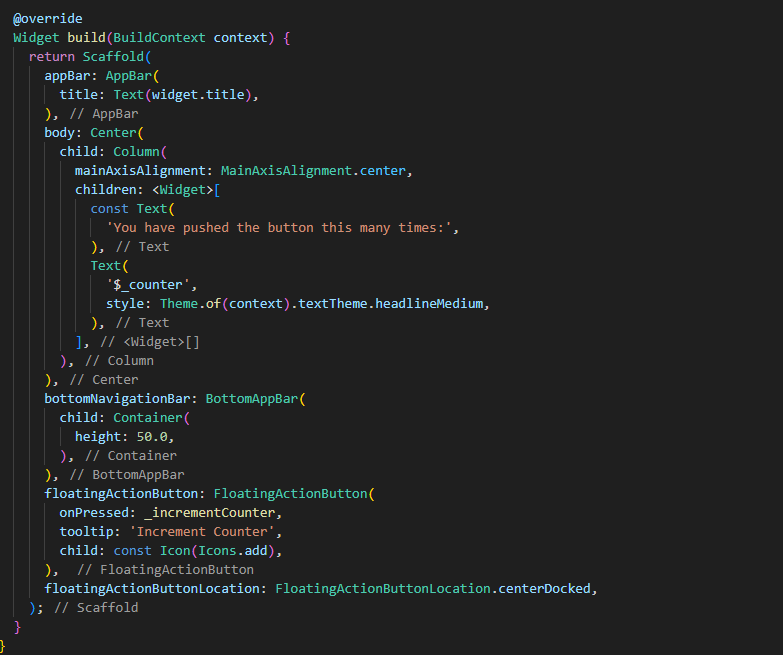 @override
Widget build(BuildContext context) {
  return Scaffold(
    appBar: AppBar(
      title: Text(widget.title),
    ), // AppBar
    body: Center(
      child: Column(
        mainAxisAlignment: MainAxisAlignment.center,
        children: <Widget>[
          const Text(
            'You have pushed the button this many times:',
          ), // Text
          Text(
            '$_counter',
            style: Theme.of(context).textTheme.headlineMedium,
          ), // Text
        ], // <Widget>[]
      ), // Column
    ), // Center
    bottomNavigationBar: BottomAppBar(
      child: Container(
        height: 50.0,
      ), // Container
    ), // BottomAppBar
    floatingActionButton: FloatingActionButton(
      onPressed: _incrementCounter,
      tooltip: 'Increment Counter',
      child: const Icon(Icons.add),
    ),  // FloatingActionButton
    floatingActionButtonLocation: FloatingActionButtonLocation.centerDocked,
  ); // Scaffold
}
}